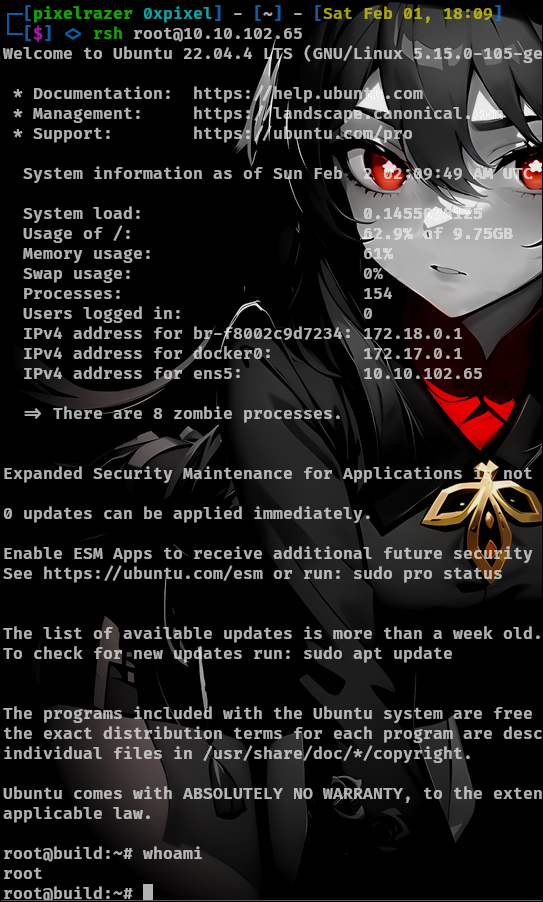 ┌─[pixelrazer 0xpixel] - [~] - [Sat Feb 01, 18:09]
└─[$] <> rsh root@10.10.102.65
Welcome to Ubuntu 22.04.4 LTS (GNU/Linux 5.15.0-105-ge
* Documentation:  https://help.ubuntu.com
* Management:     https://landscape.canonical.com
* Support:        https://ubuntu.com/pro
System information as of Sun Feb  2 02:09:49 AM UTC
System load:
Usage of /:                      62.9% of 9.75GB
Memory usage:                    61%
Swap usage:                      0%
Processes:                       154
Users logged in:                 0
IPv4 address for br-f8002c9d7234: 172.18.0.1
IPv4 address for docker0:        172.17.0.1
IPv4 address for ens5:           10.10.102.65
=> There are 8 zombie processes.
Expanded Security Maintenance for Applications is not
0 updates can be applied immediately.
Enable ESM Apps to receive additional future security
See https://ubuntu.com/esm or run: sudo pro status
The list of available updates is more than a week old.
To check for new updates run: sudo apt update
The programs included with the Ubuntu system are free
the exact distribution terms for each program are desc
individual files in /usr/share/doc/*/copyright.
Ubuntu comes with ABSOLUTELY NO WARRANTY, to the exten
applicable law.
root@build:~# whoami
root
root@build:~#